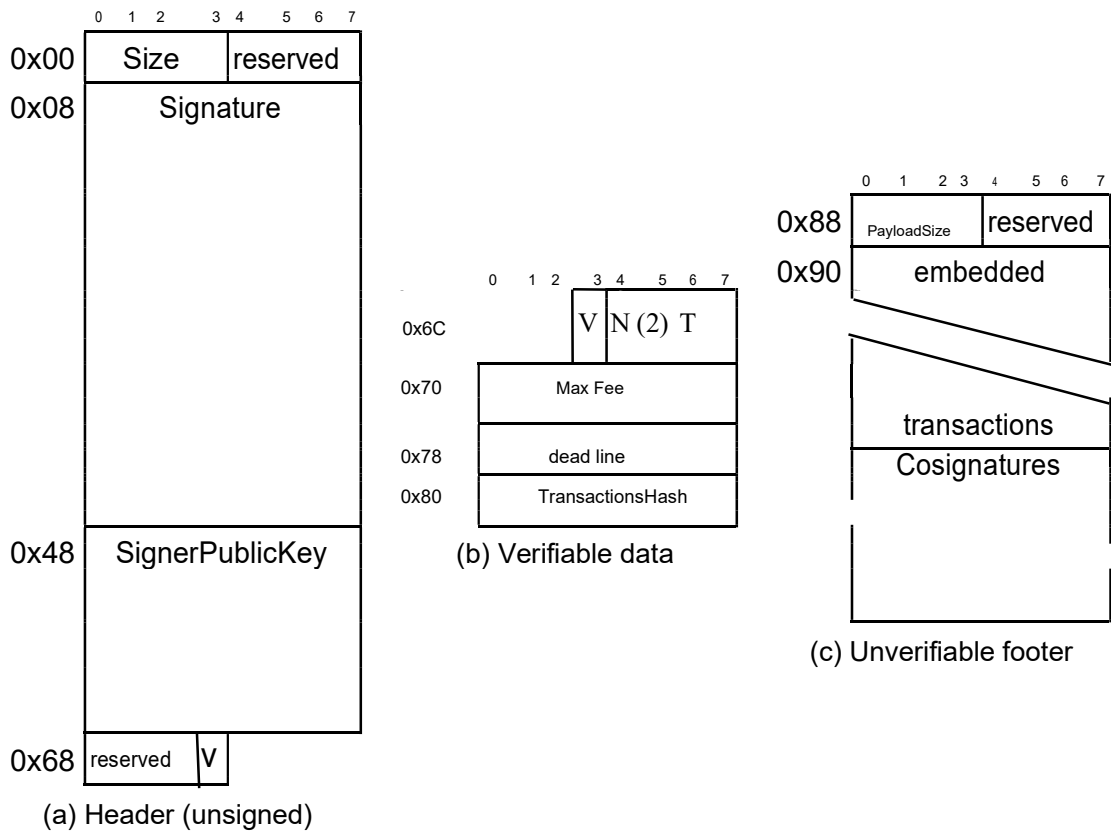 0 1 2 3 4 5 6 7
0x00 Size reserved
0x08 Signature
0x48 SignerPublicKey
0x68 reserved V
(a) Header (unsigned)
0 1 2 3 4 5 6 7
0x6C V N (2) T
0x70 Max Fee
0x78 dead line
0x80 TransactionsHash
(b) Verifiable data
0 1 2 3 4 5 6 7
0x88 PayloadSize reserved
0x90 embedded
transactions
Cosignatures
(c) Unverifiable footer